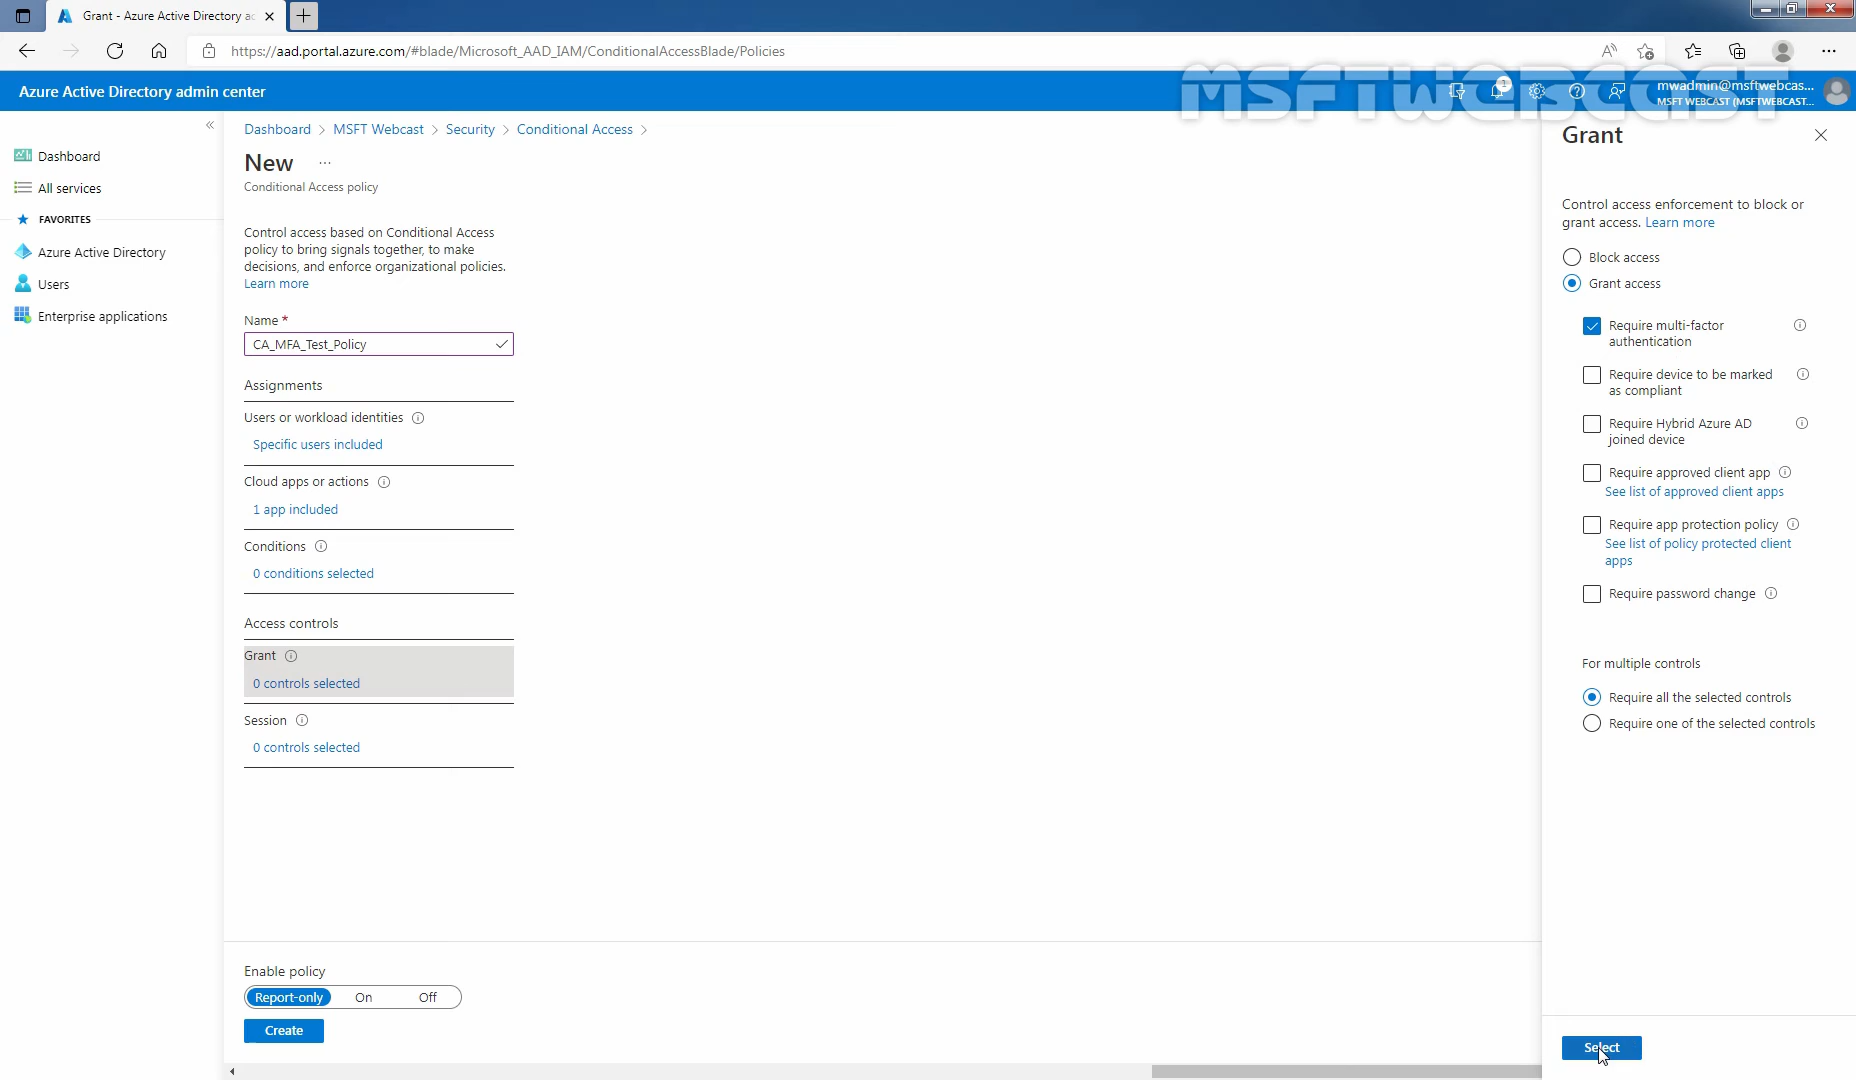 Grant - Azure Active Directory ac
https://aad.portal.azure.com/#blade/Microsoft_AAD_IAM/ConditionalAccessBlade/Policies
MSFTWEBCAST
Azure Active Directory admin center
mwadmin@msftwebcas...
MSFT WEBCAST (MSFTWEBCAST....
Dashboard
All services
FAVORITES
Azure Active Directory
Users
Enterprise applications
Dashboard > MSFT Webcast > Security > Conditional Access >
New ...
Conditional Access policy
Control access based on Conditional Access
policy to bring signals together, to make
decisions, and enforce organizational policies.
Learn more
Name *
CA_MFA_Test_Policy
Assignments
Users or workload identities
Specific users included
Cloud apps or actions
1 app included
Conditions
0 conditions selected
Access controls
Grant
0 controls selected
Session
0 controls selected
Enable policy
Report-only On Off
Create
Grant
Control access enforcement to block or
grant access. Learn more
Block access
Grant access
Require multi-factor
authentication
Require device to be marked
as compliant
Require Hybrid Azure AD
joined device
Require approved client app
See list of approved client apps
Require app protection policy
See list of policy protected client
apps
Require password change
For multiple controls
Require all the selected controls
Require one of the selected controls
Select